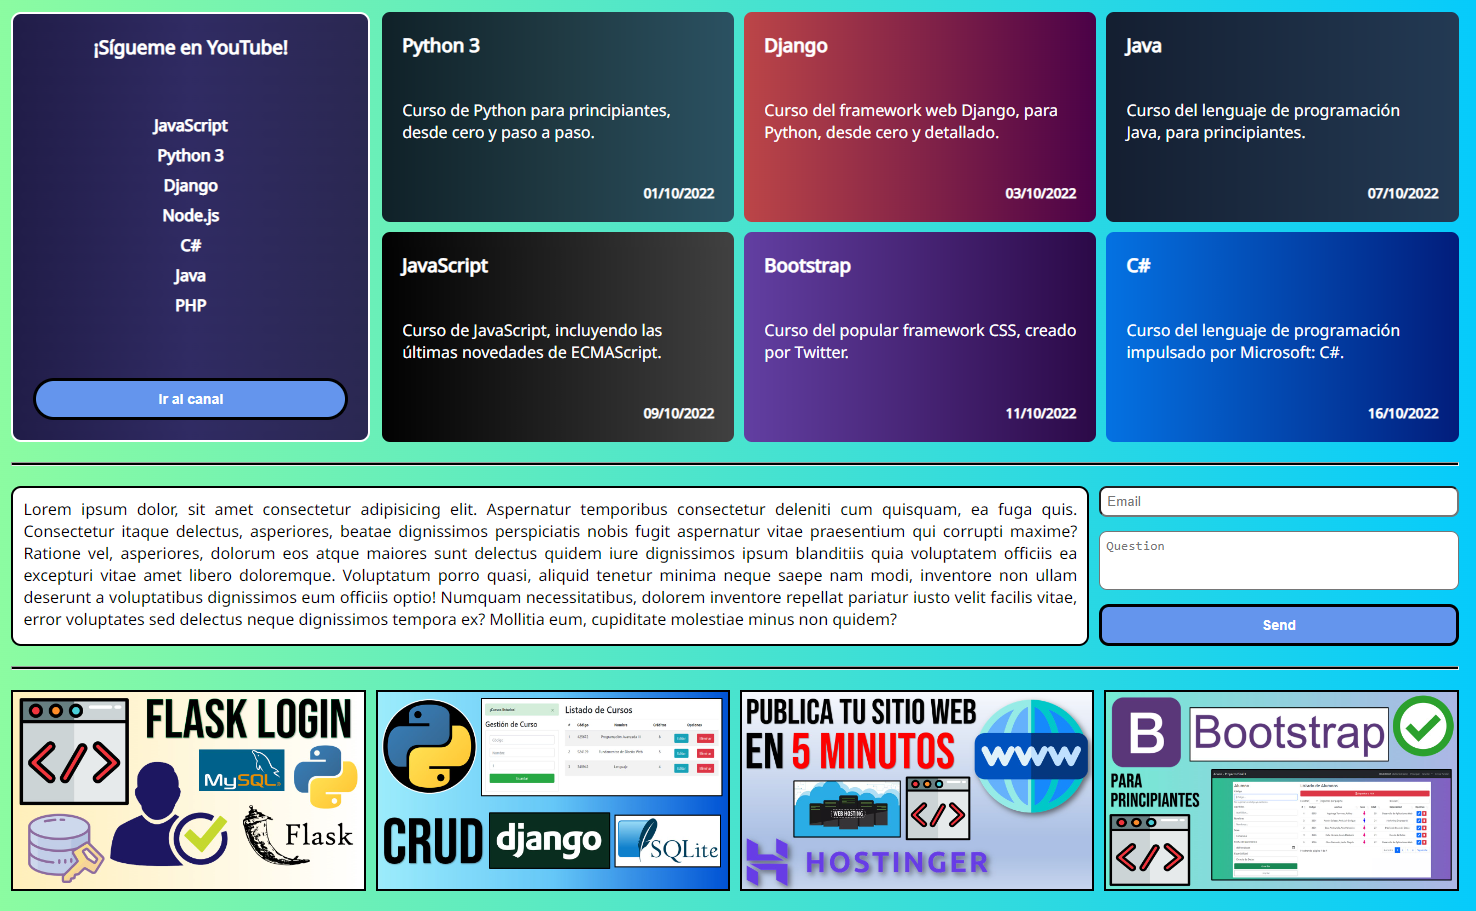 ¡Sígueme en YouTube!
JavaScript
Python 3
Django
Node.js
C#
Java
PHP
Ir al canal
Python 3
Curso de Python para principiantes,
desde cero y paso a paso.
01/10/2022
Django
Curso del framework web Django, para
Python, desde cero y detallado.
03/10/2022
Java
Curso del lenguaje de programación
Java, para principiantes.
07/10/2022
JavaScript
Curso de JavaScript, incluyendo las
últimas novedades de ECMAScript.
09/10/2022
Bootstrap
Curso del popular framework CSS, creado
por Twitter.
11/10/2022
C#
Curso del lenguaje de programación
impulsado por Microsoft: C#.
16/10/2022
Lorem ipsum dolor, sit amet consectetur adipisicing elit. Aspernatur temporibus consectetur deleniti cum quisquam, ea fuga quis.
Consectetur itaque delectus, asperiores, beatae dignissimos perspiciatis nobis fugit aspernatur vitae praesentium qui corrupti maxime?
Ratione vel, asperiores, dolorum eos atque maiores sunt delectus quidem iure dignissimos ipsum blanditiis quia voluptatem officiis ea
excepturi vitae amet libero doloremque. Voluptatum porro quasi, aliquid tenetur minima neque saepe nam modi, inventore non ullam
deserunt a voluptatibus dignissimos eum officiis optio! Numquam necessitatibus, dolorem inventore repellat pariatur iusto velit facilis vitae,
error voluptates sed delectus neque dignissimos tempora ex? Mollitia eum, cupiditate molestiae minus non quidem?
Email
Question
Send
FLASK LOGIN
</>
MySQL
Flask
Gestión de Curso
Listado de Cursos
CRUD
django
SQLite
PUBLICA TU SITIO WEB
EN 5 MINUTOS
WWW
WEB HOSTING
</>
HOSTINGER
B
Bootstrap
PARA
PRINCIPIANTES
</>